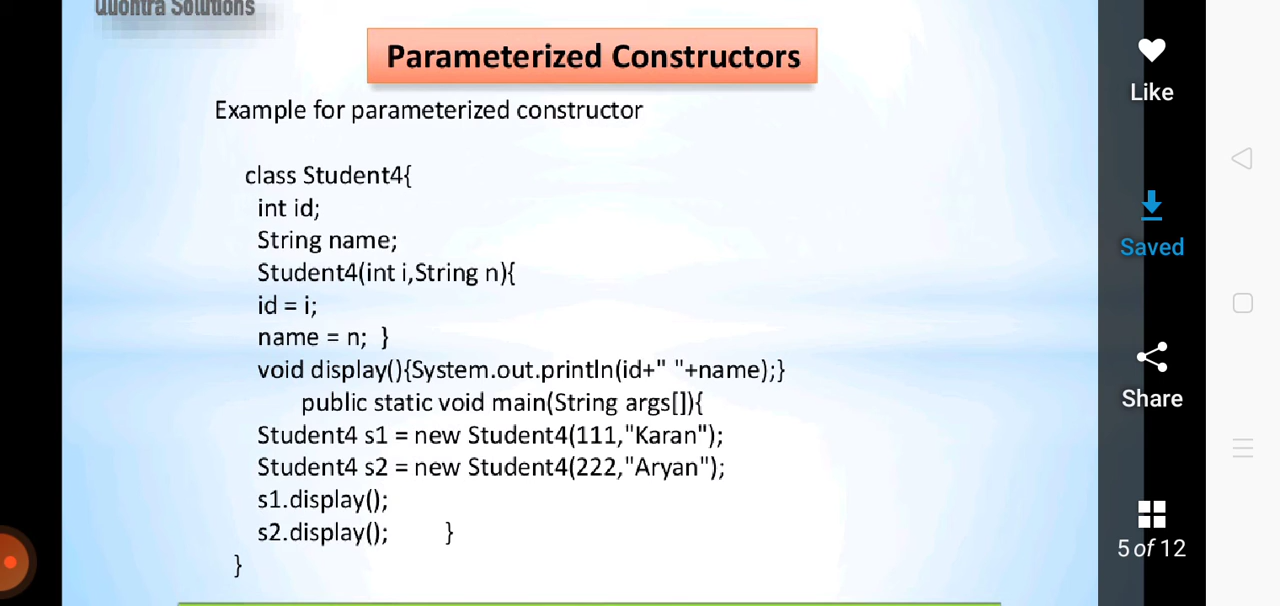 Quontra Solutions
Parameterized Constructors
Example for parameterized constructor
class Student4{
int id;
String name;
Student4(int i,String n){
id = i;
name = n; }
void display(){System.out.println(id+" "+name);}
public static void main(String args[]){
Student4 s1 = new Student4(111,"Karan");
Student4 s2 = new Student4(222,"Aryan");
s1.display();
s2.display(); }
}
Like
Saved
Share
5 of 12